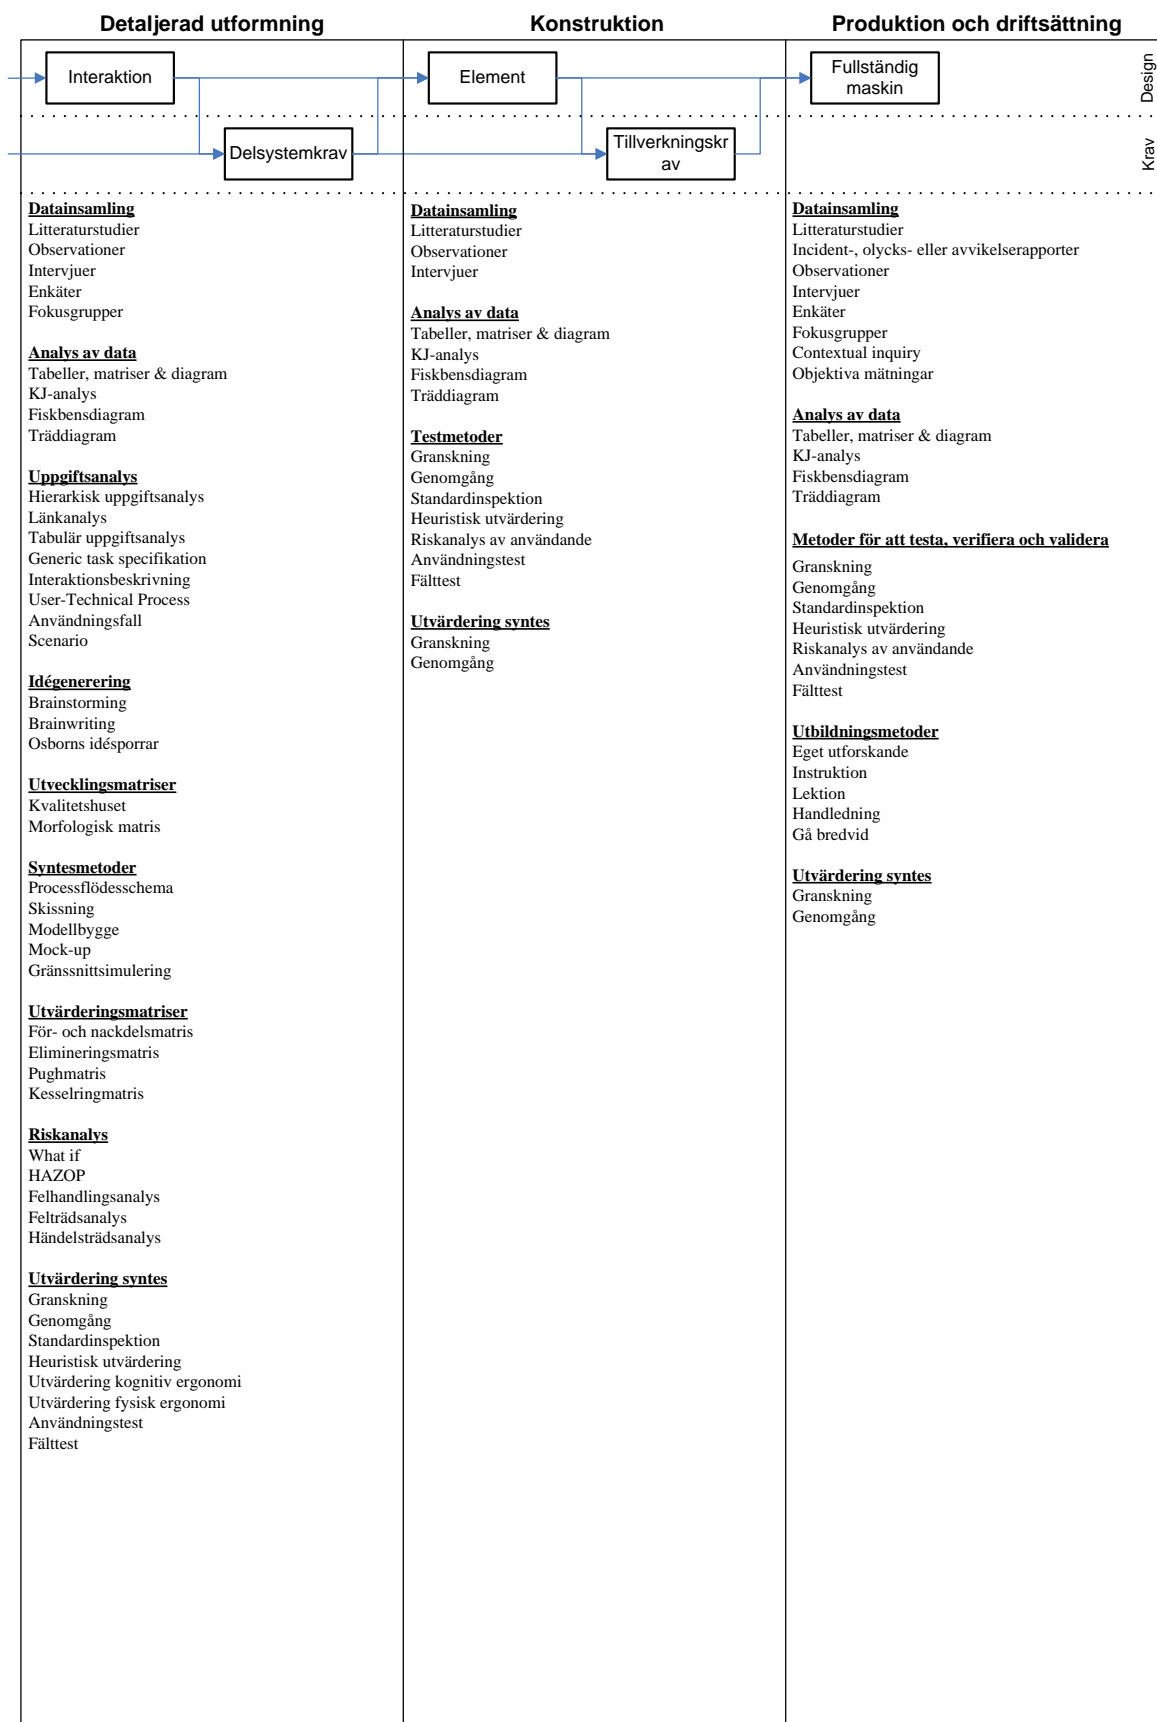 Detaljerad utformning
Konstruktion
Produktion och driftsättning
Interaktion
Element
Fullständig
maskin
Design
Delsystemkrav
Tillverkningskr
av
Krav
Datainsamling
Litteraturstudier
Observationer
Intervjuer
Enkäter
Fokusgrupper
Analys av data
Tabeller, matriser & diagram
KJ-analys
Fiskbensdiagram
Träddiagram
Uppgiftsanalys
Hierarkisk uppgiftsanalys
Länkanalys
Tabulär uppgiftsanalys
Generic task specifikation
Interaktionsbeskrivning
User-Technical Process
Användningsfall
Scenario
Idégenerering
Brainstorming
Brainwriting
Osborns idésporrar
Utvecklingsmatriser
Kvalitetshuset
Morfologisk matris
Syntesmetoder
Processflödesschema
Skissning
Modellbygge
Mock-up
Gränssnittsimulering
Utvärderingsmatriser
För- och nackdelsmatris
Elimineringsmatris
Pughmatris
Kesselringmatris
Riskanalys
What if
HAZOP
Felhandlingsanalys
Felträdsanalys
Händelsträdsanalys
Utvärdering syntes
Granskning
Genomgång
Standardinspektion
Heuristisk utvärdering
Utvärdering kognitiv ergonomi
Utvärdering fysisk ergonomi
Användningstest
Fälttest
Datainsamling
Litteraturstudier
Observationer
Intervjuer
Analys av data
Tabeller, matriser & diagram
KJ-analys
Fiskbensdiagram
Träddiagram
Testmetoder
Granskning
Genomgång
Standardinspektion
Heuristisk utvärdering
Riskanalys av användande
Användningstest
Fälttest
Utvärdering syntes
Granskning
Genomgång
Datainsamling
Litteraturstudier
Incident-, olycks- eller avvikelserapporter
Observationer
Intervjuer
Enkäter
Fokusgrupper
Contextual inquiry
Objektiva mätningar
Analys av data
Tabeller, matriser & diagram
KJ-analys
Fiskbensdiagram
Träddiagram
Metoder för att testa, verifiera och validera
Granskning
Genomgång
Standardinspektion
Heuristisk utvärdering
Riskanalys av användande
Användningstest
Fälttest
Utbildningsmetoder
Eget utforskande
Instruktion
Lektion
Handledning
Gå bredvid
Utvärdering syntes
Granskning
Genomgång